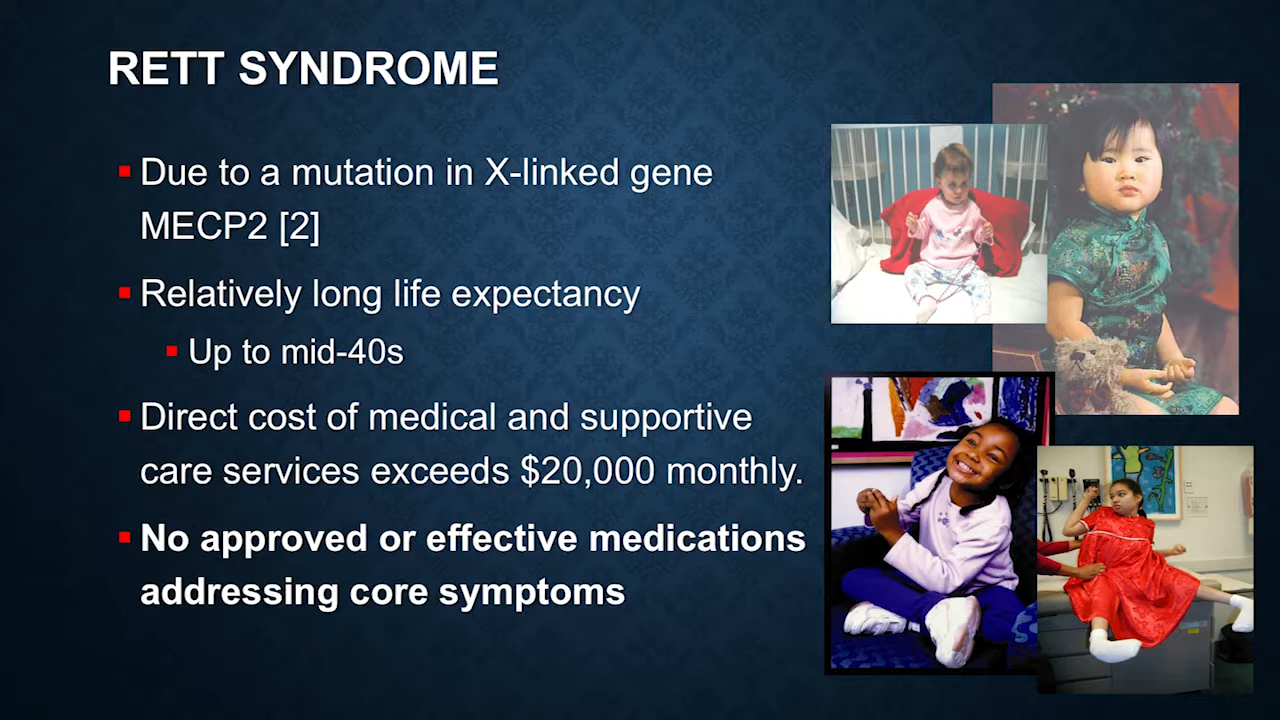 RETT SYNDROME
Due to a mutation in X-linked gene
MECP2 [2]
Relatively long life expectancy
Up to mid-40s
Direct cost of medical and supportive
care services exceeds $20,000 monthly.
No approved or effective medications
addressing core symptoms